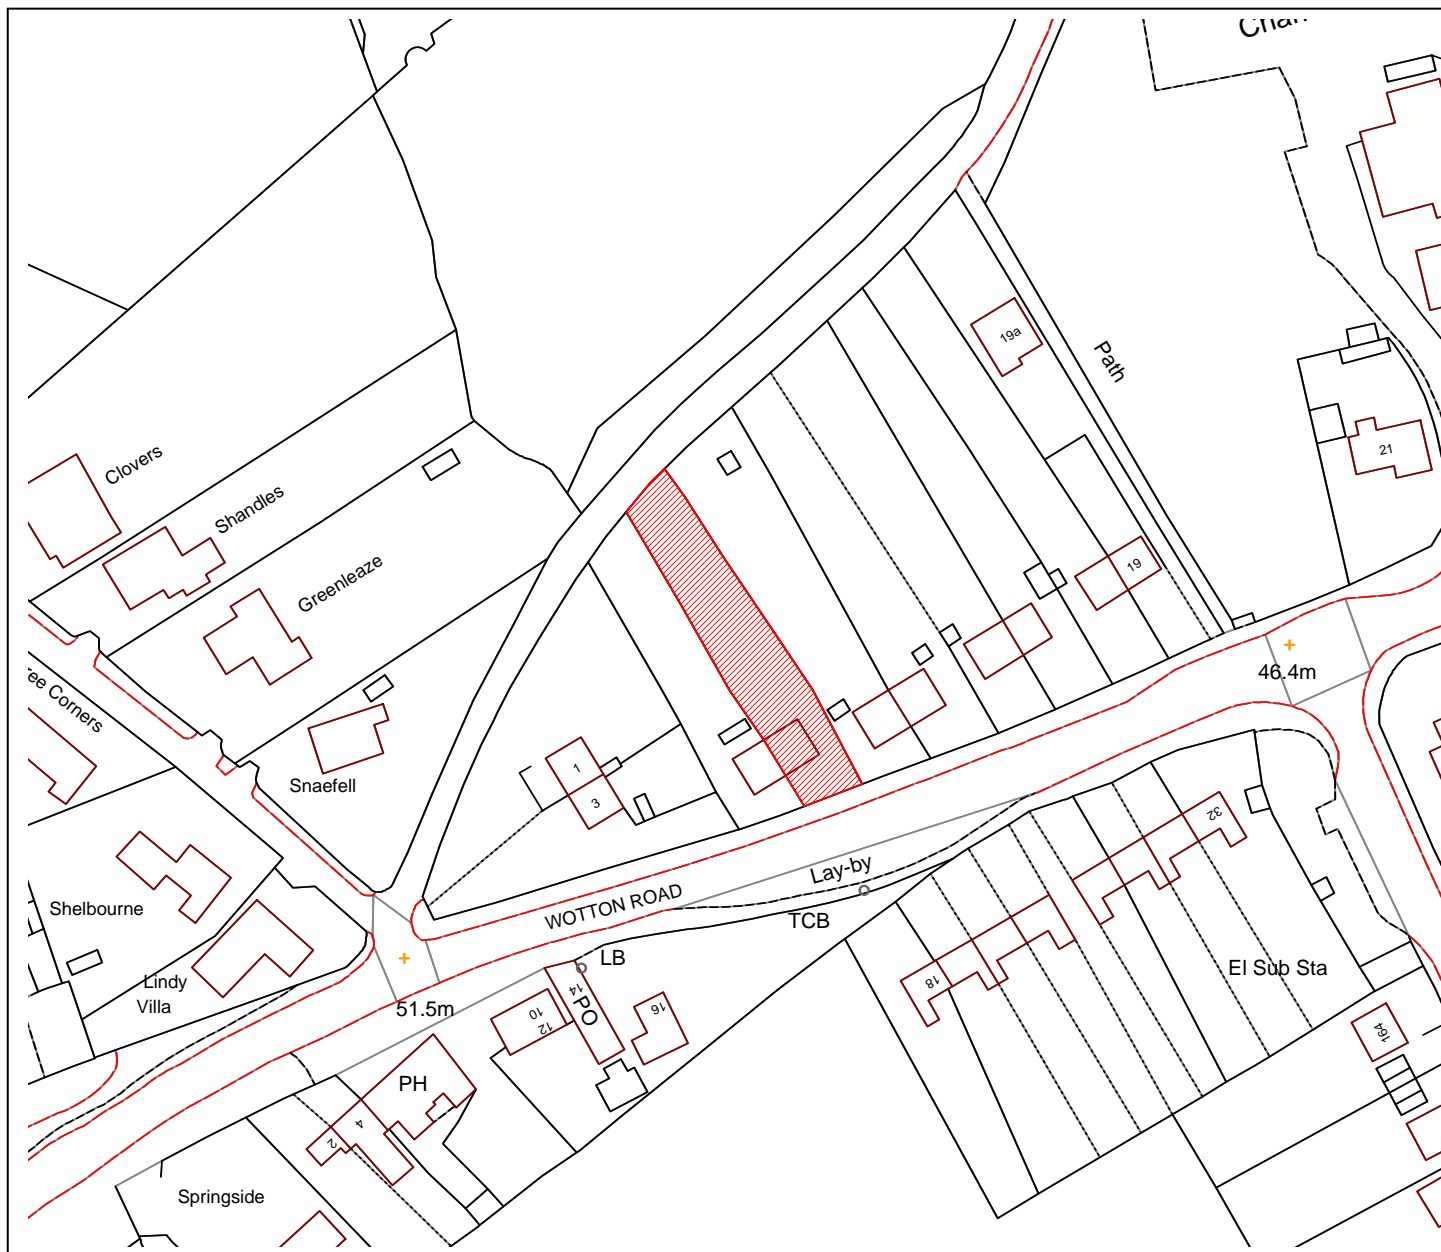 19a
Path
Clovers
Shandles
21
Greenleaze
19
46.4m
ree Corners
1
Snaefell
3
32
Lay-by
WOTTON ROAD
TCB
Shelbourne
LB
El Sub Sta
18
Lindy
Villa
14
PO
51.5m
10
12
16
164
PH
4
2
Springside